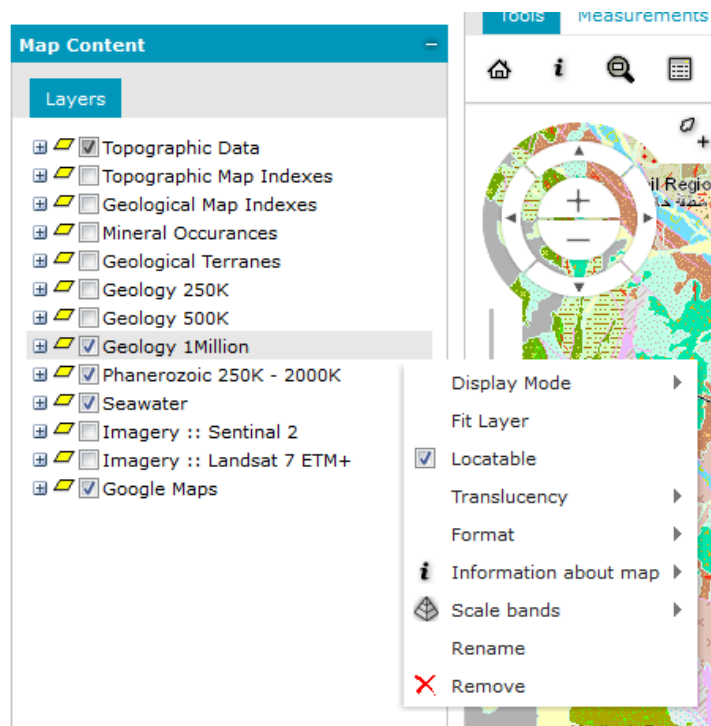 Tools Measurements
Map Content
Layers
Topographic Data
Topographic Map Indexes
Geological Map Indexes
Mineral Occurances
Geological Terranes
Geology 250K
Geology 500K
Geology 1Million
Phanerozoic 250K - 2000K
Seawater
Imagery :: Sentinal 2
Imagery :: Landsat 7 ETM+
Google Maps
il Regio
Display Mode
Fit Layer
Locatable
Translucency
Format
Information about map
Scale bands
Rename
Remove